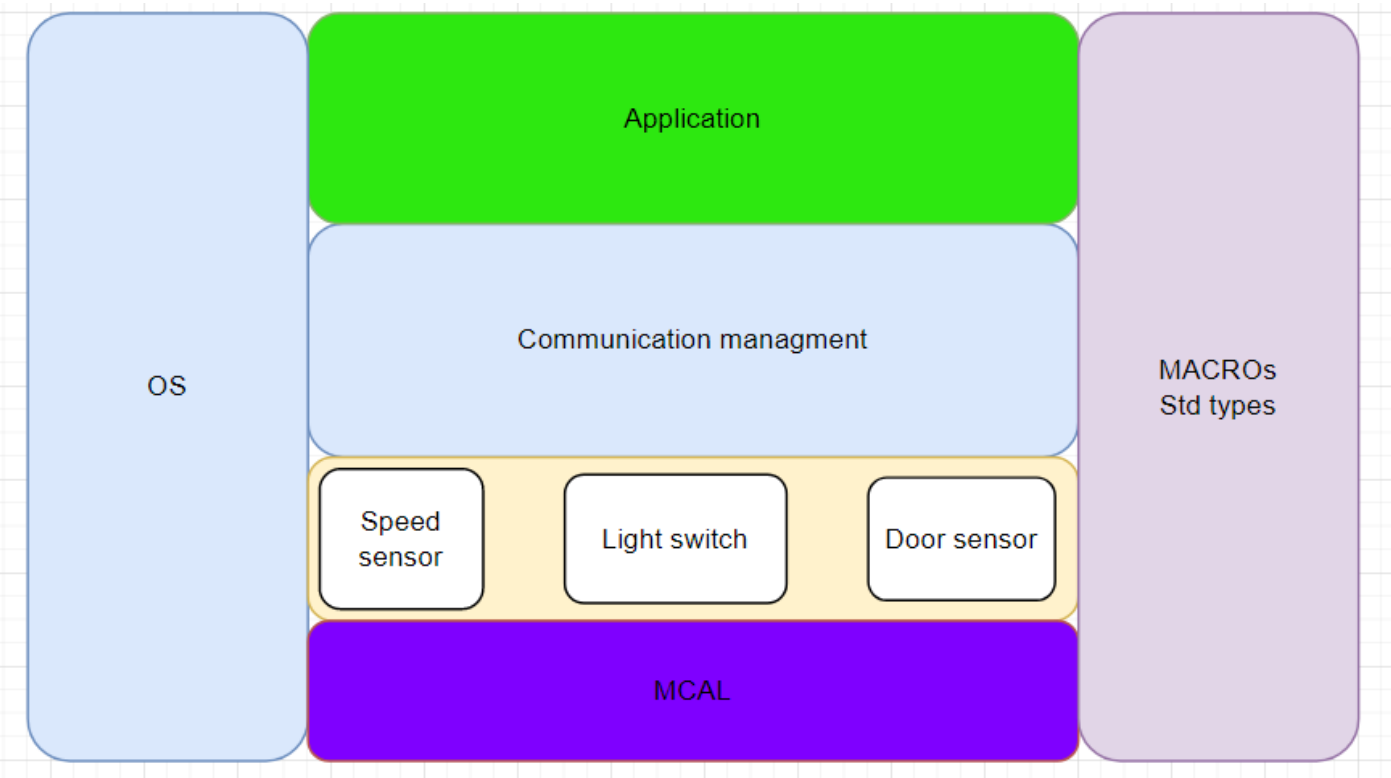 Application
Communication managment
OS
MACROs
Std types
Speed
sensor
Light switch
Door sensor
MCAL